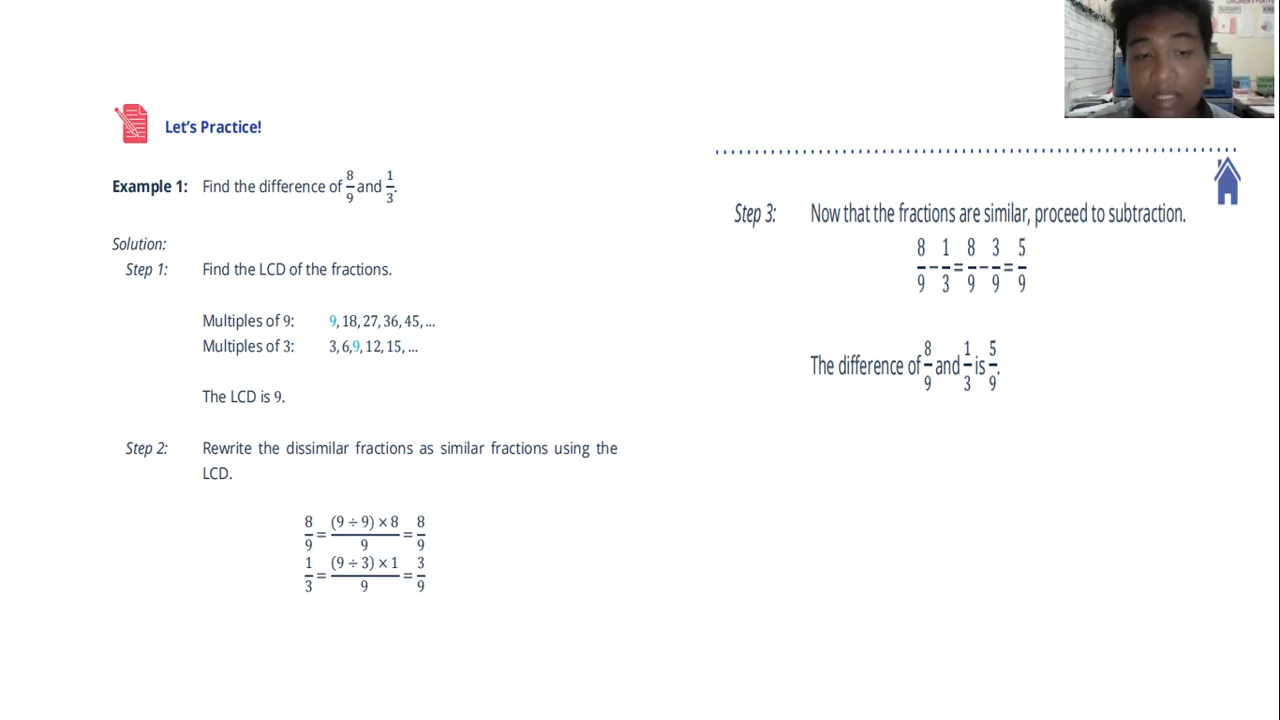 Let's Practice!
Example 1: Find the difference of 8/9 and 1/3.
Solution:
Step 1: Find the LCD of the fractions.
Multiples of 9: 9, 18, 27, 36, 45, ...
Multiples of 3: 3, 6,9, 12, 15, ...
The LCD is 9.
Step 2: Rewrite the dissimilar fractions as similar fractions using the
LCD.
8/9 = (9 ÷ 9) × 8/9 = 8/9
1/3 = (9 ÷ 3) × 1/9 = 3/9
Step 3: Now that the fractions are similar, proceed to subtraction.
8/9 − 1/3 = 8/9 − 3/9 = 5/9
The difference of 8/9 and 1/3 is 5/9.